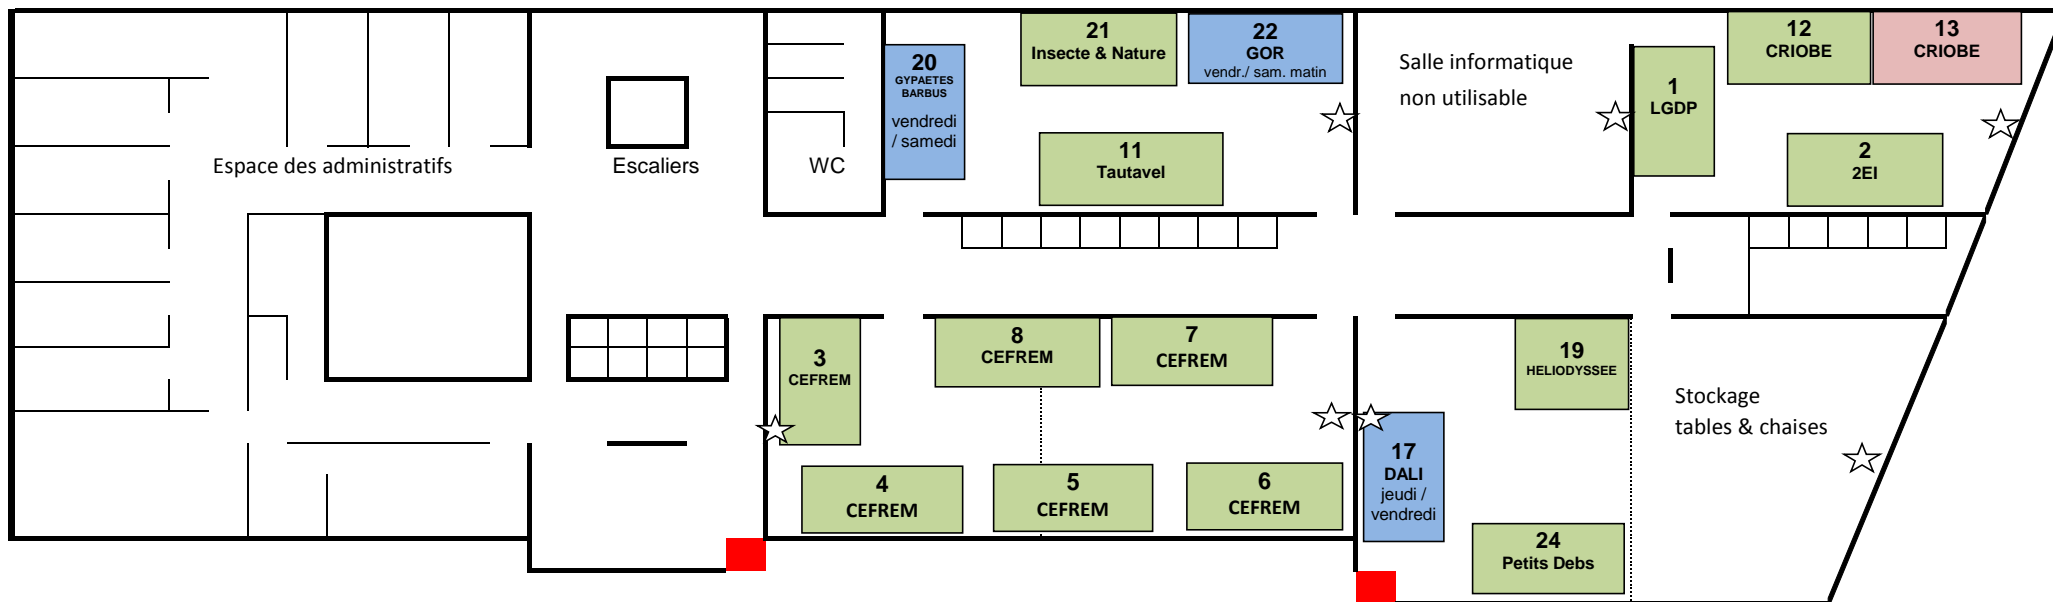 Espace des administratifs
Escaliers
WC
20
GYPAETES
BARBUS
vendredi
/ samedi
21
Insecte & Nature
22
GOR
vendr./ sam. matin
11
Tautavel
Salle informatique
non utilisable
1
LGDP
12
CRIOBE
13
CRIOBE
2
2EI
3
CEFREM
8
CEFREM
7
CEFREM
4
CEFREM
5
CEFREM
6
CEFREM
17
DALI
jeudi /
vendredi
19
HELIODYSSEE
24
Petits Debs
Stockage
tables & chaises